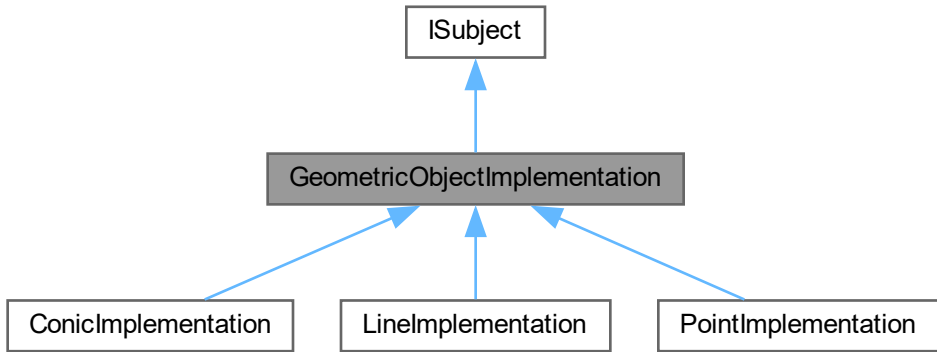 ISubject
GeometricObjectImplementation
ConicImplementation
LineImplementation
PointImplementation